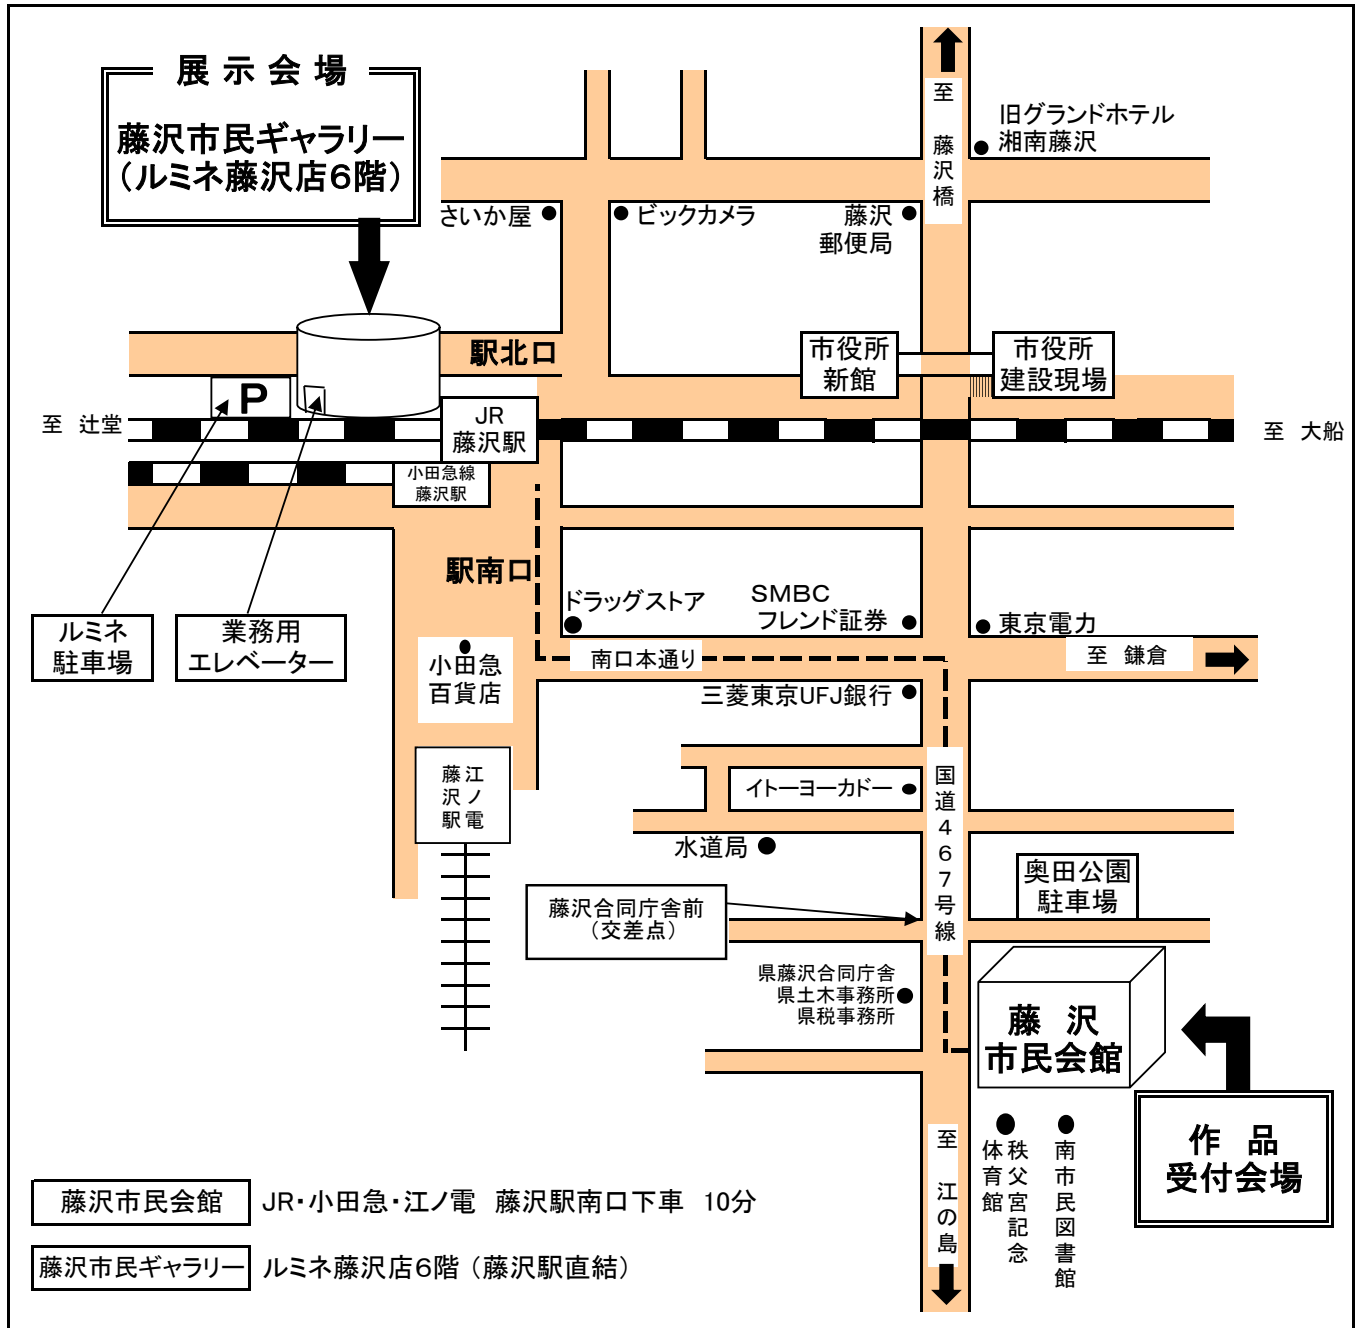 展示会場
藤沢市民ギャラリー
（ルミネ藤沢店６階）
至 藤沢橋
旧グランドホテル
湘南藤沢
さいか屋
ビックカメラ
藤沢
郵便局
駅北口
市役所
新館
市役所
建設現場
P
至 辻堂
JR
藤沢駅
至 大船
小田急線
藤沢駅
駅南口
ルミネ
駐車場
業務用
エレベーター
ドラッグストア
SMBC
フレンド証券
東京電力
小田急
百貨店
南口本通り
至 鎌倉
三菱東京UFJ銀行
江ノ電
藤沢駅
イトーヨーカドー
国道４６７号線
水道局
奥田公園
駐車場
藤沢合同庁舎前
（交差点）
県藤沢合同庁舎
県土木事務所
県税事務所
藤 沢
市民会館
作 品
受付会場
至 江の島
秩父宮記念
体育館
南市民図書館
藤沢市民会館 JR・小田急・江ノ電 藤沢駅南口下車 10分
藤沢市民ギャラリー ルミネ藤沢店６階（藤沢駅直結）